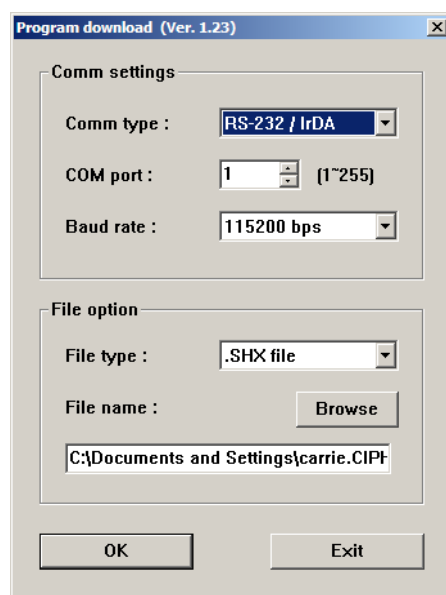 Program download (Ver. 1.23)
Comm settings
Comm type : RS-232 / IrDA
COM port : 1 (1~255)
Baud rate : 115200 bps
File option
File type : .SHX file
File name : Browse
C:\Documents and Settings\carrie.CIPH
OK Exit